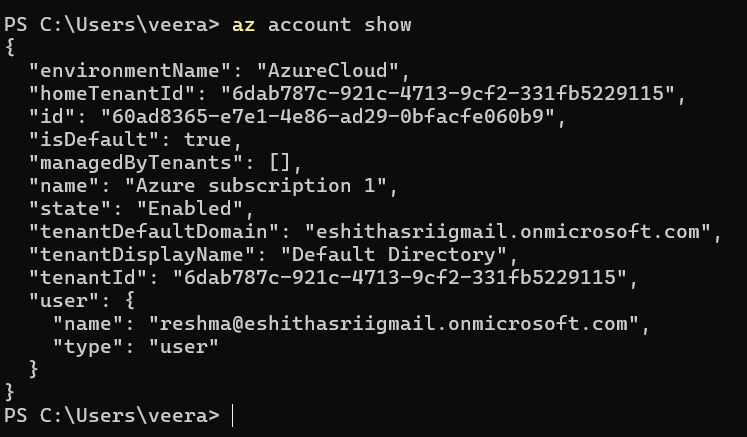 PS C:\Users\veera> az account show
{
  "environmentName": "AzureCloud",
  "homeTenantId": "6dab787c-921c-4713-9cf2-331fb5229115",
  "id": "60ad8365-e7e1-4e86-ad29-0bfacfe060b9",
  "isDefault": true,
  "managedByTenants": [],
  "name": "Azure subscription 1",
  "state": "Enabled",
  "tenantDefaultDomain": "eshithasriigmail.onmicrosoft.com",
  "tenantDisplayName": "Default Directory",
  "tenantId": "6dab787c-921c-4713-9cf2-331fb5229115",
  "user": {
    "name": "reshma@eshithasriigmail.onmicrosoft.com",
    "type": "user"
  }
}
PS C:\Users\veera>